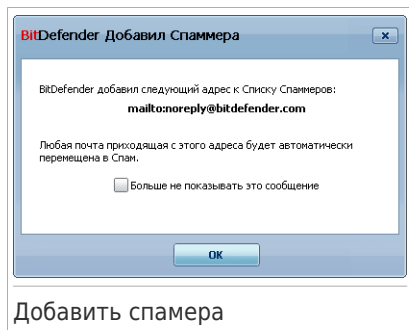 BitDefender Добавил Спаммера
BitDefender добавил следующий адрес к Списку Спаммеров:
mailto:noreply@bitdefender.com
Любая почта приходящая с этого адреса будет автоматически
перемещена в Спам.
Больше не показывать это сообщение
OK
Добавить спамера